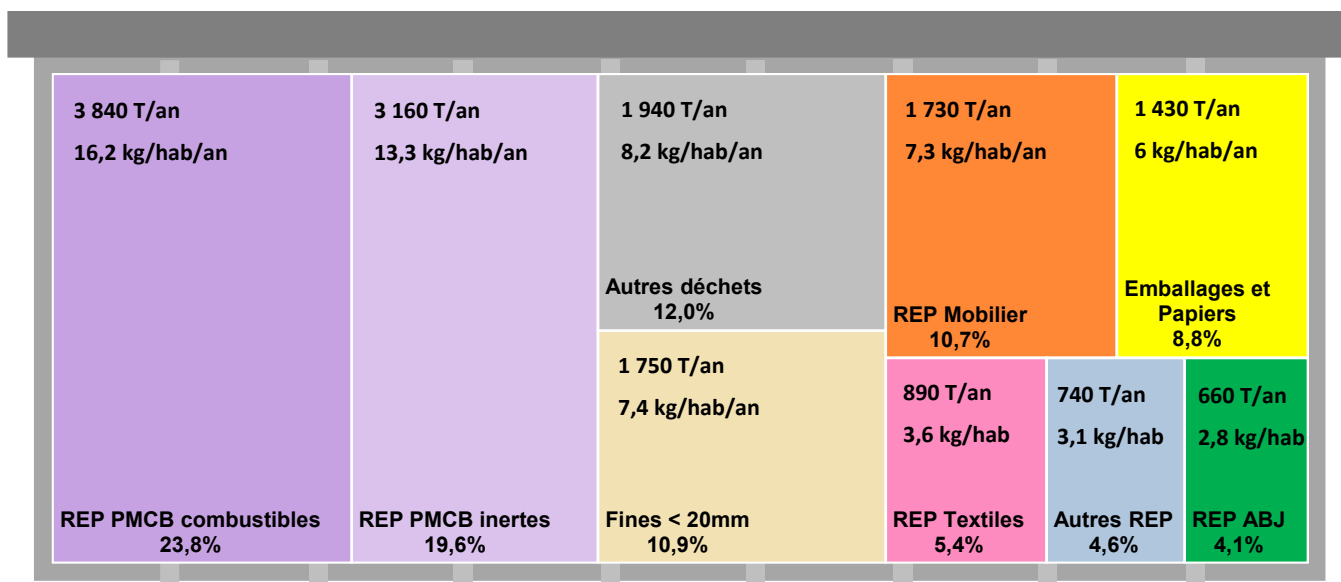 3 840 T/an
16,2 kg/hab/an
REP PMCB combustibles
23,8%
3 160 T/an
13,3 kg/hab/an
REP PMCB inertes
19,6%
1 940 T/an
8,2 kg/hab/an
Autres déchets
12,0%
1 750 T/an
7,4 kg/hab/an
Fines < 20mm
10,9%
1 730 T/an
7,3 kg/hab/an
REP Mobilier
10,7%
1 430 T/an
6 kg/hab/an
Emballages et
Papiers
8,8%
890 T/an
3,6 kg/hab
REP Textiles
5,4%
740 T/an
3,1 kg/hab
Autres REP
4,6%
660 T/an
2,8 kg/hab
REP ABJ
4,1%